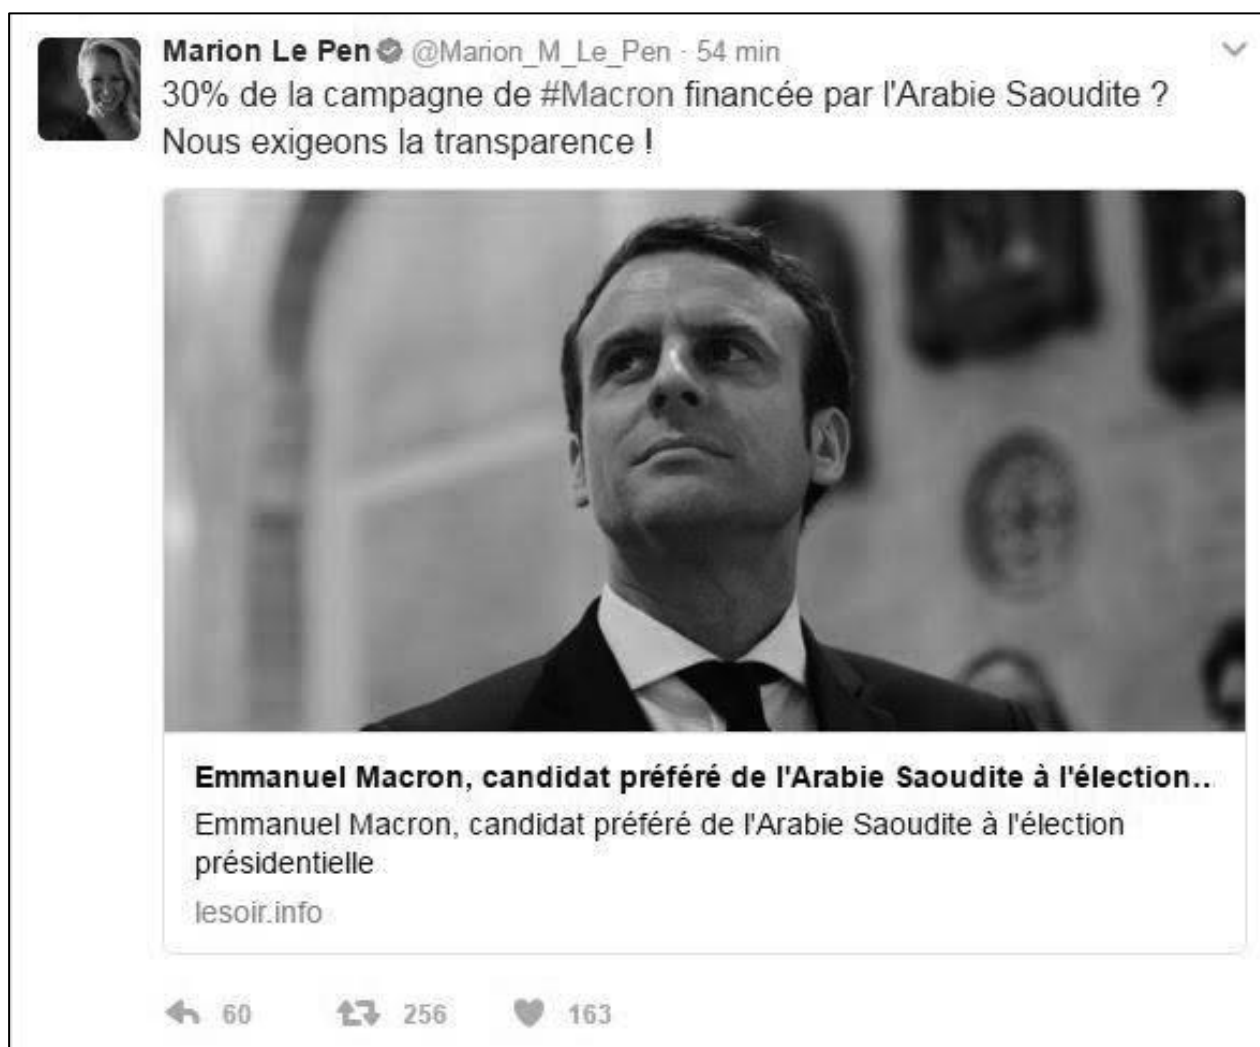 Marion Le Pen @Marion_M_Le_Pen · 54 min
30% de la campagne de #Macron financée par l'Arabie Saoudite ?
Nous exigeons la transparence !
Emmanuel Macron, candidat préféré de l'Arabie Saoudite à l'élection..
Emmanuel Macron, candidat préféré de l'Arabie Saoudite à l'élection
présidentielle
lesoir.info
60 256 163